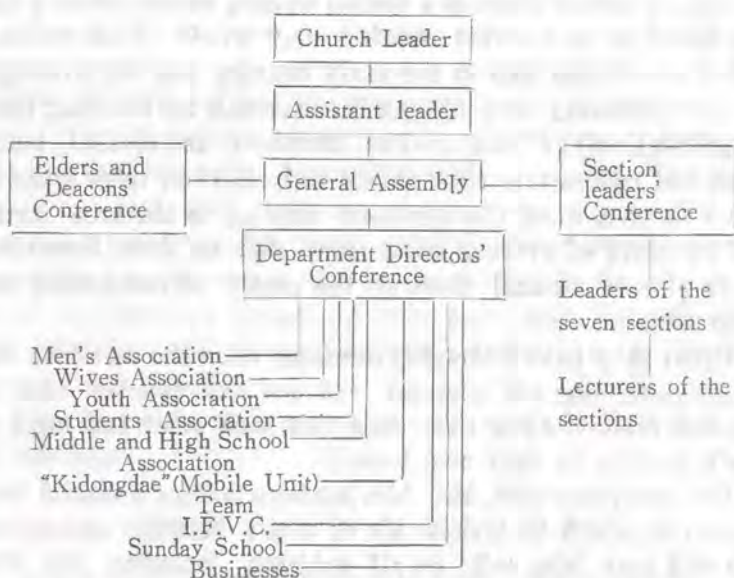 Church Leader
Assistant leader
Elders and
Deacons'
Conference
General Assembly
Section
leaders'
Conference
Department Directors'
Conference
Leaders of the
seven sections
Lecturers of the
sections
Men's Association
Wives Association
Youth Association
Students' Association
Middle and High School
Association
"Kidongdae"(Mobile Unit)
Team
I.F.V.C.
Sunday School
Businesses